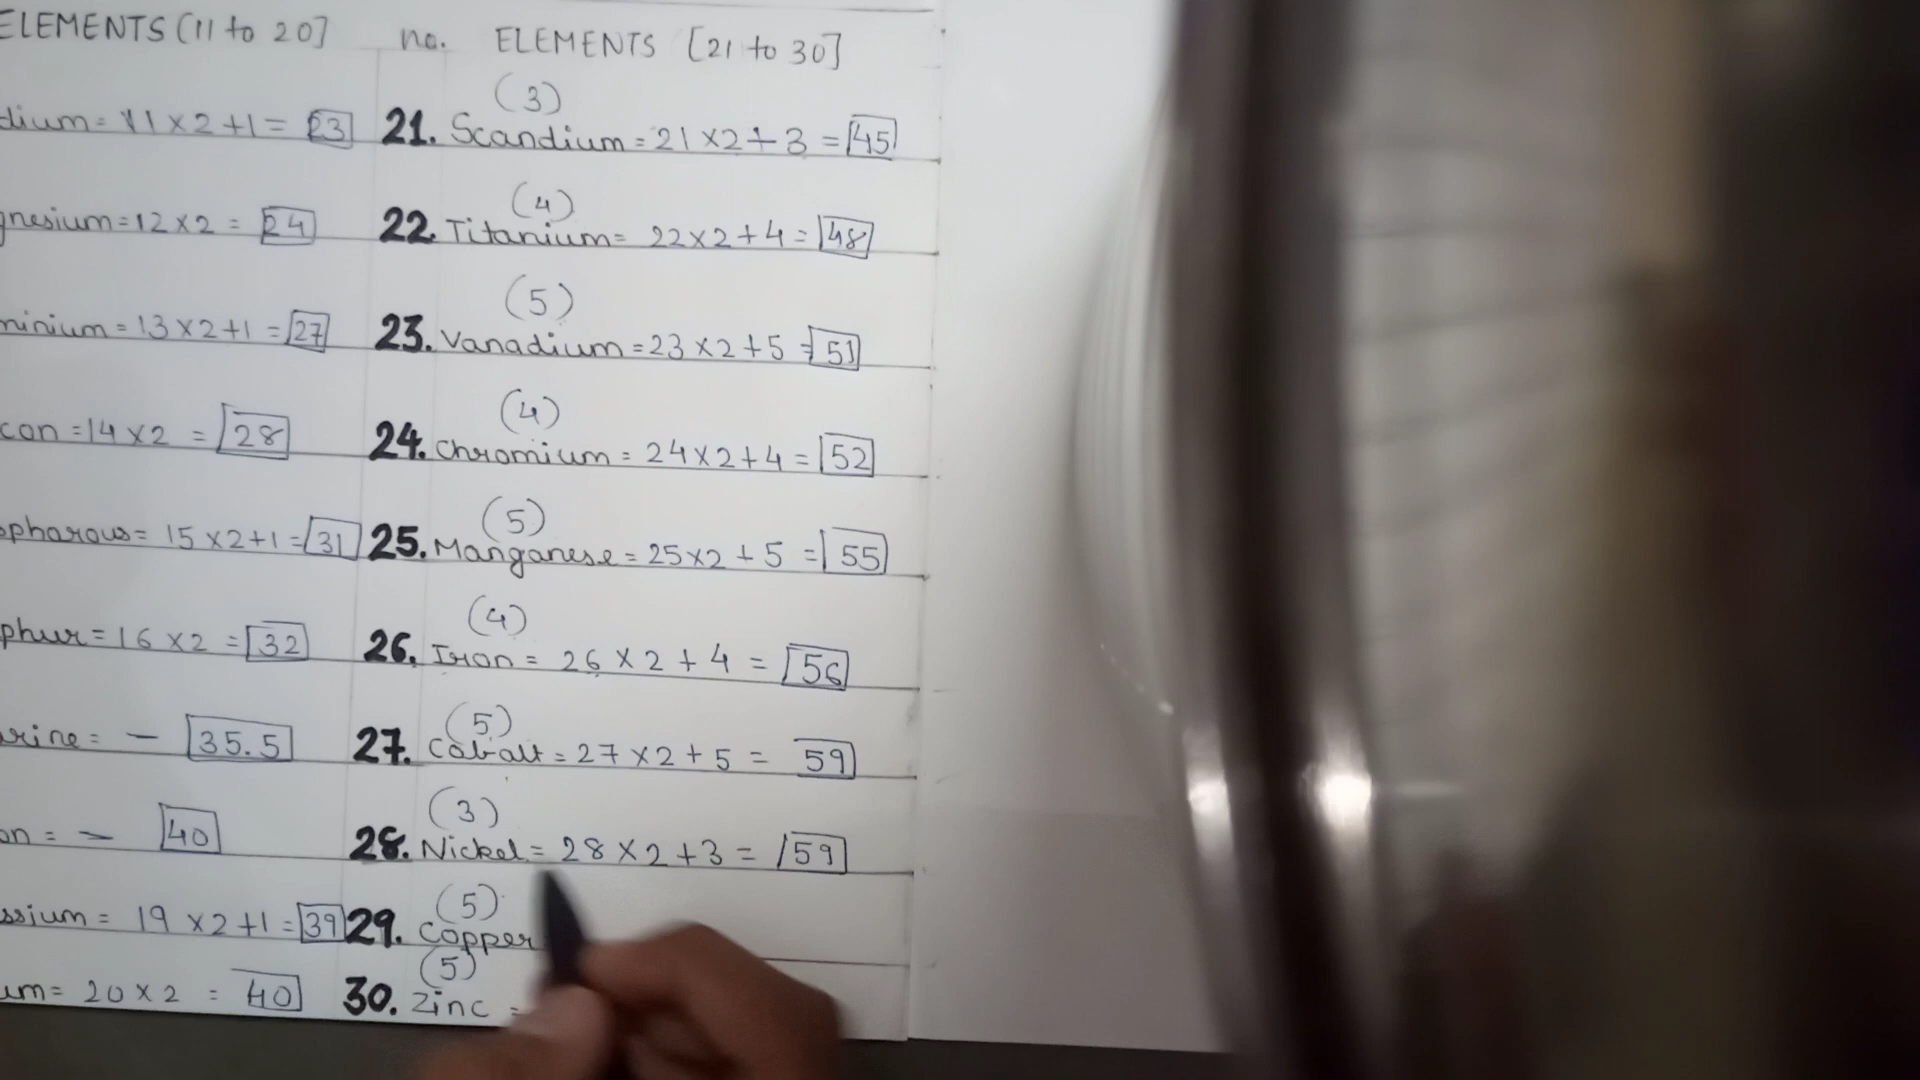 ELEMENTS (11 to 20]
dium = 11 x 2 + 1 = 23
gnesium = 12 x 2 = 24
minium = 13 x 2 + 1 = 27
con = 14 x 2 = 28
opharous = 15 x 2 + 1 = 31
phur = 16 x 2 = 32
rine = - 35.5
on = - 40
ssium = 19 x 2 + 1 = 39
um = 20 x 2 = 40
no. ELEMENTS [21 to 30]
(3)
21. Scandium = 21 x 2 + 3 = 45
(4)
22. Titanium = 22 x 2 + 4 = 48
(5)
23. Vanadium = 23 x 2 + 5 = 51
(4)
24. Chromium = 24 x 2 + 4 = 52
(5)
25. Manganese = 25 x 2 + 5 = 55
(4)
26. Iron = 26 x 2 + 4 = 56
(5)
27. Cobalt = 27 x 2 + 5 = 59
(3)
28. Nickel = 28 x 2 + 3 = 59
(5)
29. Copper
(5)
30. Zinc =